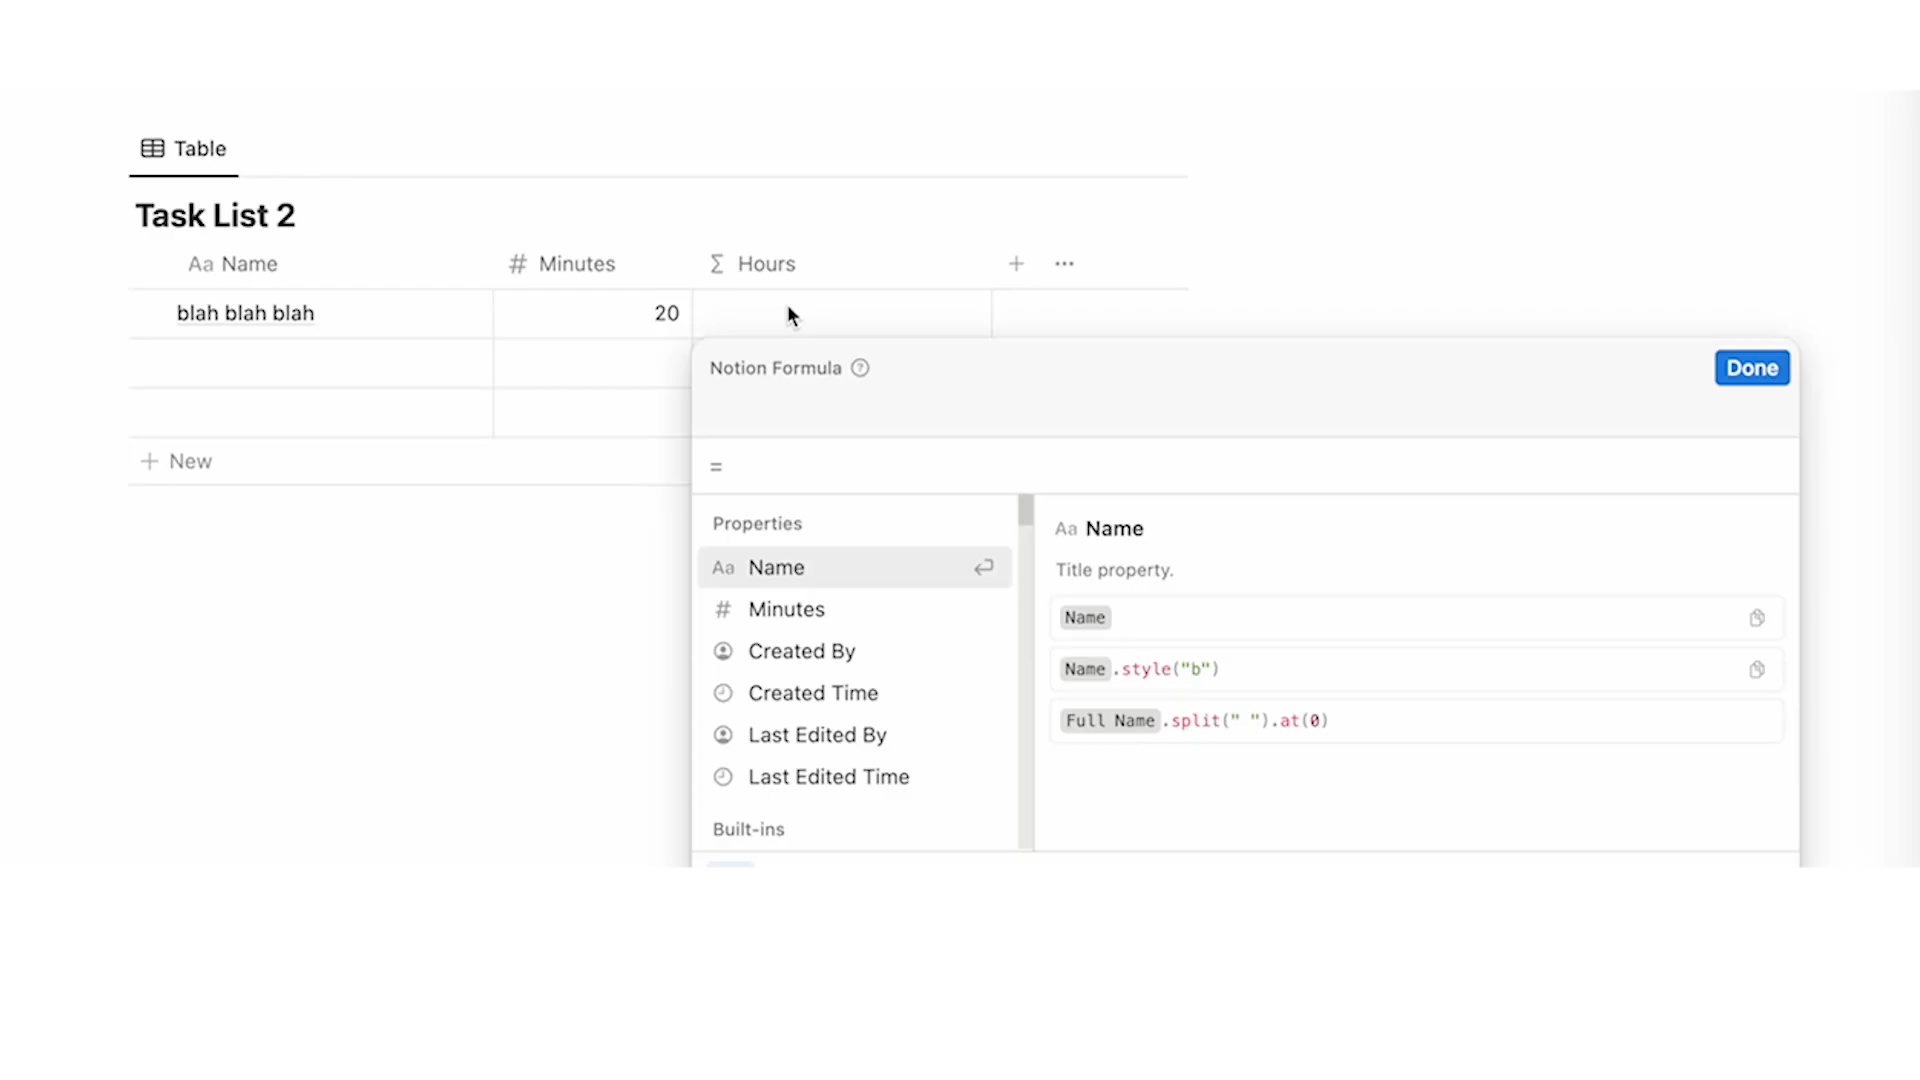 Table
Task List 2
Aa Name # Minutes Σ Hours + ...
blah blah blah 20
+ New
Notion Formula ? Done
=
Properties
Aa Name
# Minutes
Created By
Created Time
Last Edited By
Last Edited Time
Built-ins
Aa Name
Title property.
Name
Name.style("b")
Full Name.split(" ").at(0)